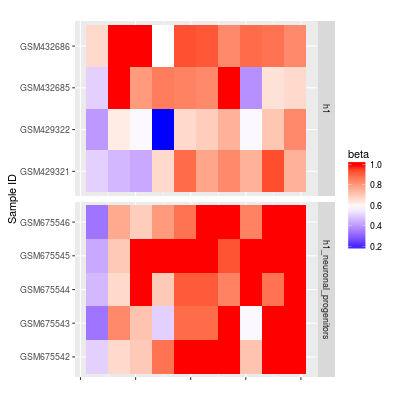 GSM432686
GSM432685
GSM429322
GSM429321
h1
GSM675546
GSM675545
GSM675544
GSM675543
GSM675542
h1_neuronal_progenitors
Sample ID
beta
1.0
0.8
0.6
0.4
0.2